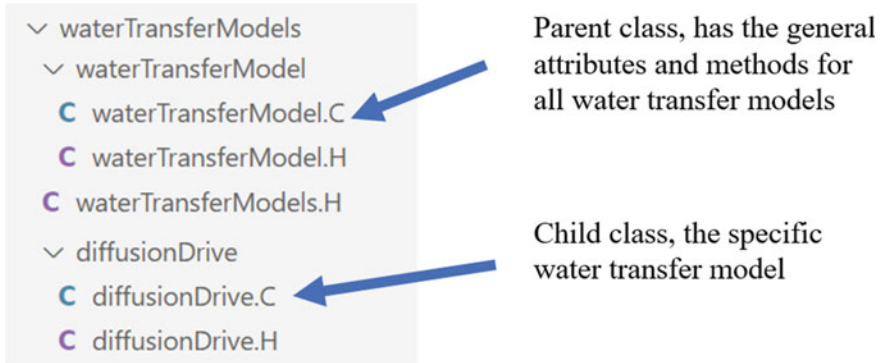 waterTransferModels
waterTransferModel
C waterTransferModel.C
C waterTransferModel.H
C waterTransferModels.H
diffusionDrive
C diffusionDrive.C
C diffusionDrive.H
Parent class, has the general
attributes and methods for
all water transfer models
Child class, the specific
water transfer model